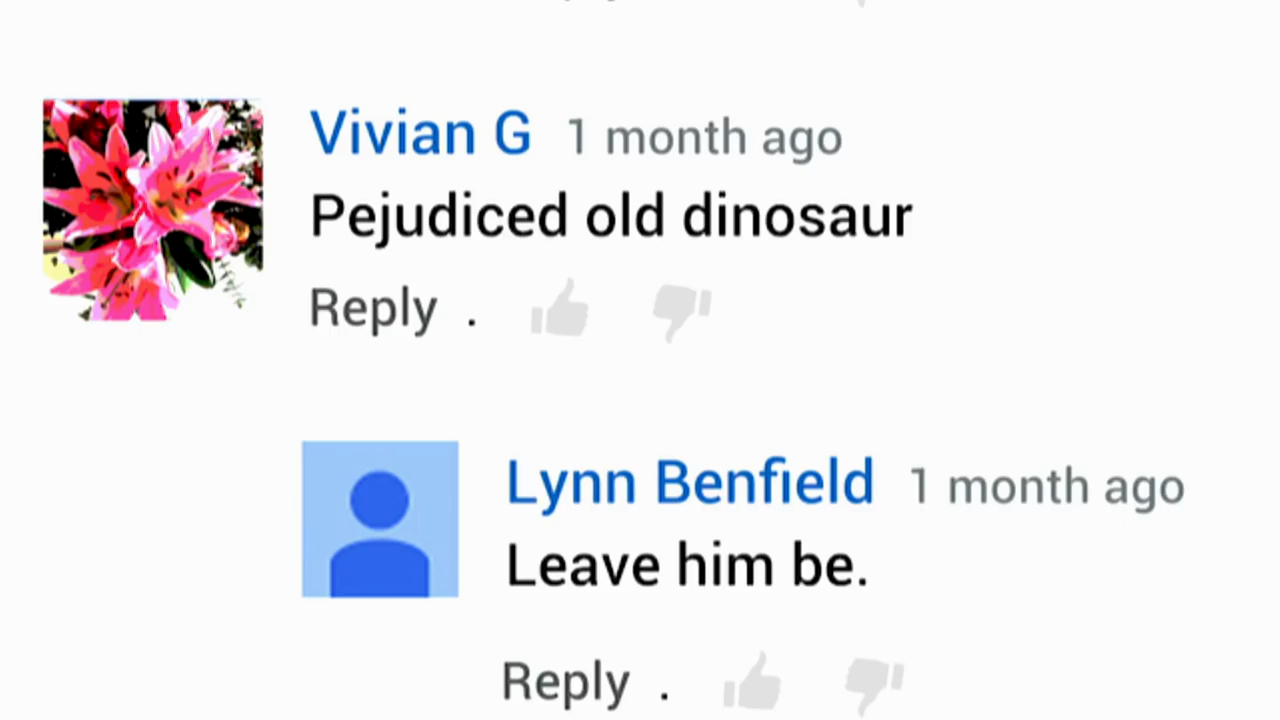 Vivian G 1 month ago
Pejudiced old dinosaur
Reply .
Lynn Benfield 1 month ago
Leave him be.
Reply .